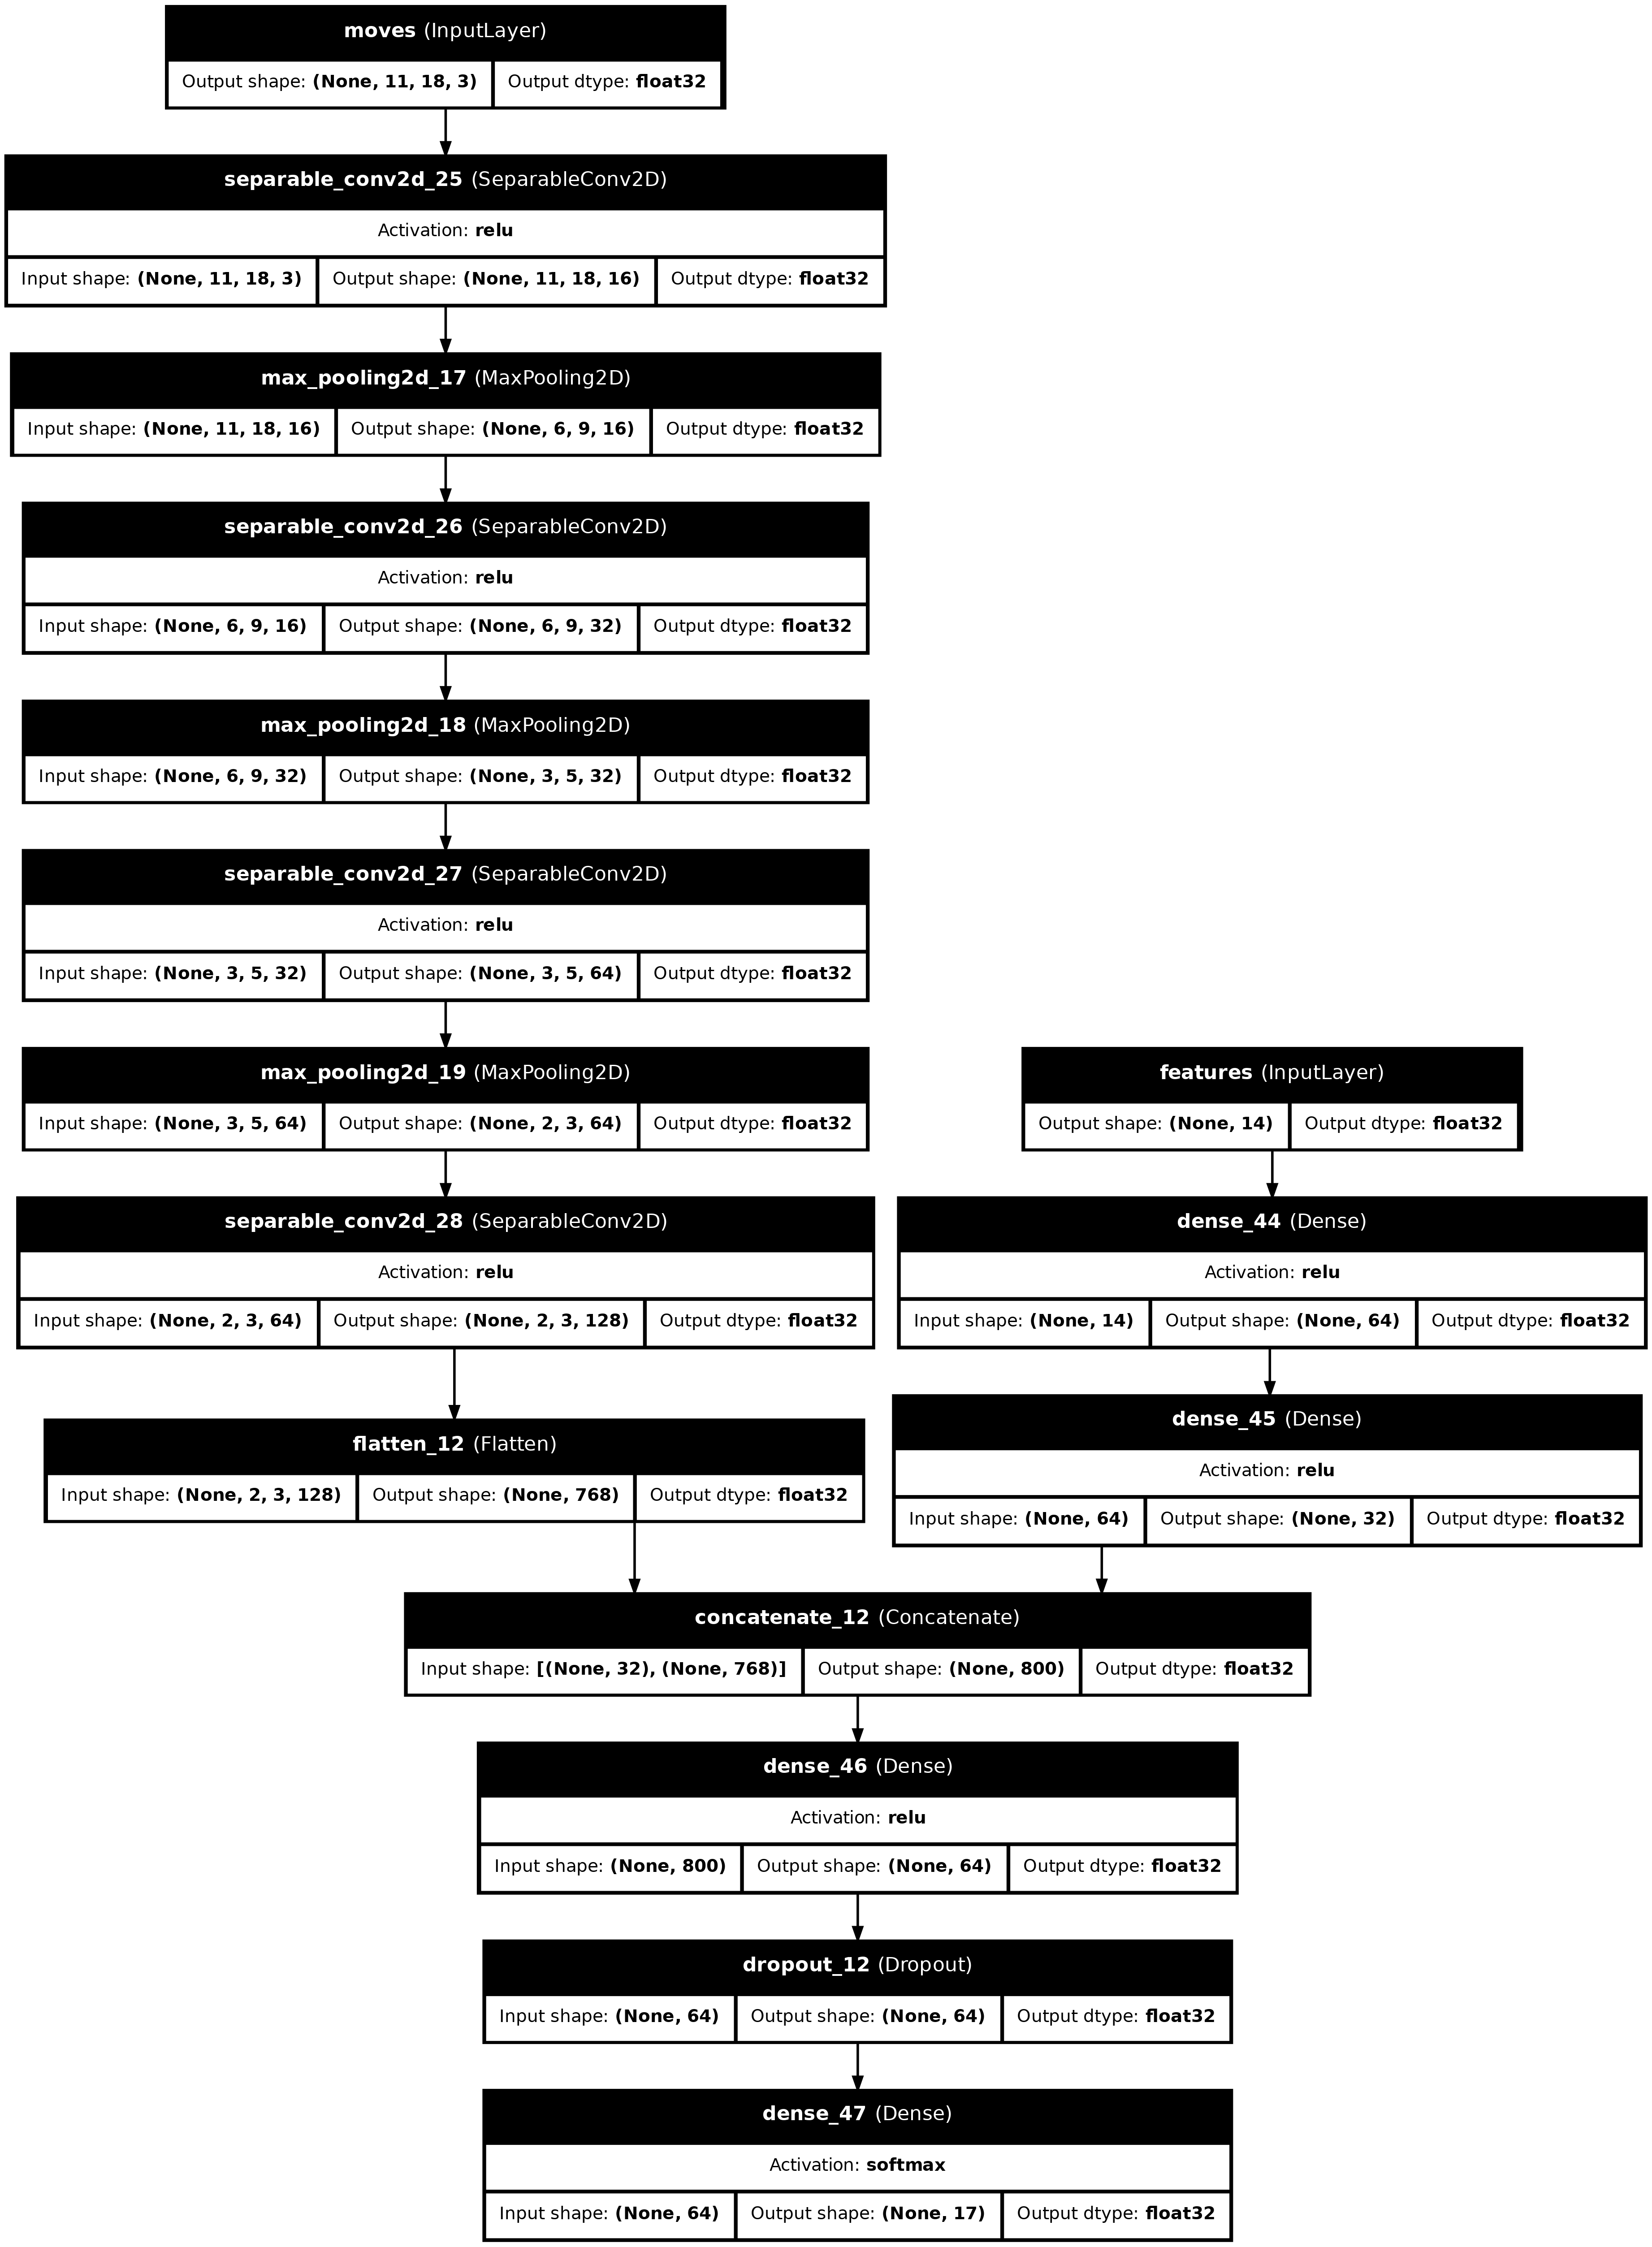 moves (InputLayer)
Output shape: (None, 11, 18, 3) Output dtype: float32
separable_conv2d_25 (SeparableConv2D)
Activation: relu
Input shape: (None, 11, 18, 3) Output shape: (None, 11, 18, 16) Output dtype: float32
max_pooling2d_17 (MaxPooling2D)
Input shape: (None, 11, 18, 16) Output shape: (None, 6, 9, 16) Output dtype: float32
separable_conv2d_26 (SeparableConv2D)
Activation: relu
Input shape: (None, 6, 9, 16) Output shape: (None, 6, 9, 32) Output dtype: float32
max_pooling2d_18 (MaxPooling2D)
Input shape: (None, 6, 9, 32) Output shape: (None, 3, 5, 32) Output dtype: float32
separable_conv2d_27 (SeparableConv2D)
Activation: relu
Input shape: (None, 3, 5, 32) Output shape: (None, 3, 5, 64) Output dtype: float32
max_pooling2d_19 (MaxPooling2D)
Input shape: (None, 3, 5, 64) Output shape: (None, 2, 3, 64) Output dtype: float32
separable_conv2d_28 (SeparableConv2D)
Activation: relu
Input shape: (None, 2, 3, 64) Output shape: (None, 2, 3, 128) Output dtype: float32
flatten_12 (Flatten)
Input shape: (None, 2, 3, 128) Output shape: (None, 768) Output dtype: float32
features (InputLayer)
Output shape: (None, 14) Output dtype: float32
dense_44 (Dense)
Activation: relu
Input shape: (None, 14) Output shape: (None, 64) Output dtype: float32
dense_45 (Dense)
Activation: relu
Input shape: (None, 64) Output shape: (None, 32) Output dtype: float32
concatenate_12 (Concatenate)
Input shape: [(None, 32), (None, 768)] Output shape: (None, 800) Output dtype: float32
dense_46 (Dense)
Activation: relu
Input shape: (None, 800) Output shape: (None, 64) Output dtype: float32
dropout_12 (Dropout)
Input shape: (None, 64) Output shape: (None, 64) Output dtype: float32
dense_47 (Dense)
Activation: softmax
Input shape: (None, 64) Output shape: (None, 17) Output dtype: float32